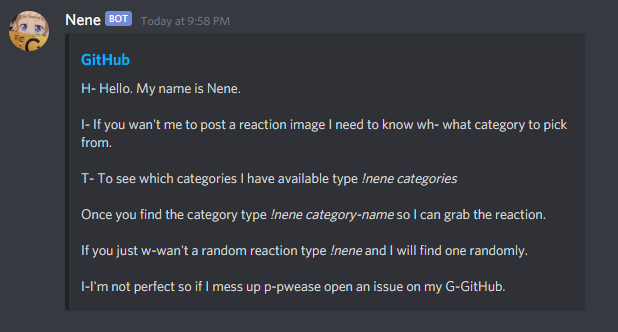 Nene BOT Today at 9:58 PM
GitHub
H- Hello. My name is Nene.
I- If you wan't me to post a reaction image I need to know wh- what category to pick
from.
T- To see which categories I have available type !nene categories
Once you find the category type !nene category-name so I can grab the reaction.
If you just w-wan't a random reaction type !nene and I will find one randomly.
I-I'm not perfect so if I mess up p-pwease open an issue on my G-GitHub.